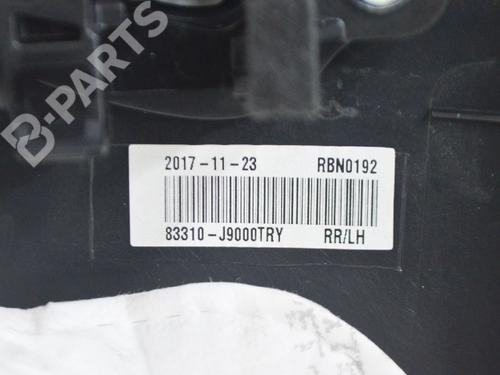 B-PARTS
2017-11-23 RBN0192
83310-J9000TRY RR/LH